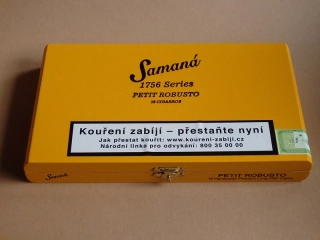 Samaná
1756 Series
PETIT ROBUSTO
Kouření zabíjí – přestaňte nyní
Jak přestat kouřit: www.koureni-zabiji.cz
Národní linka pro odvykání: 800 35 00 00
Samaná
PETIT ROBUSTO